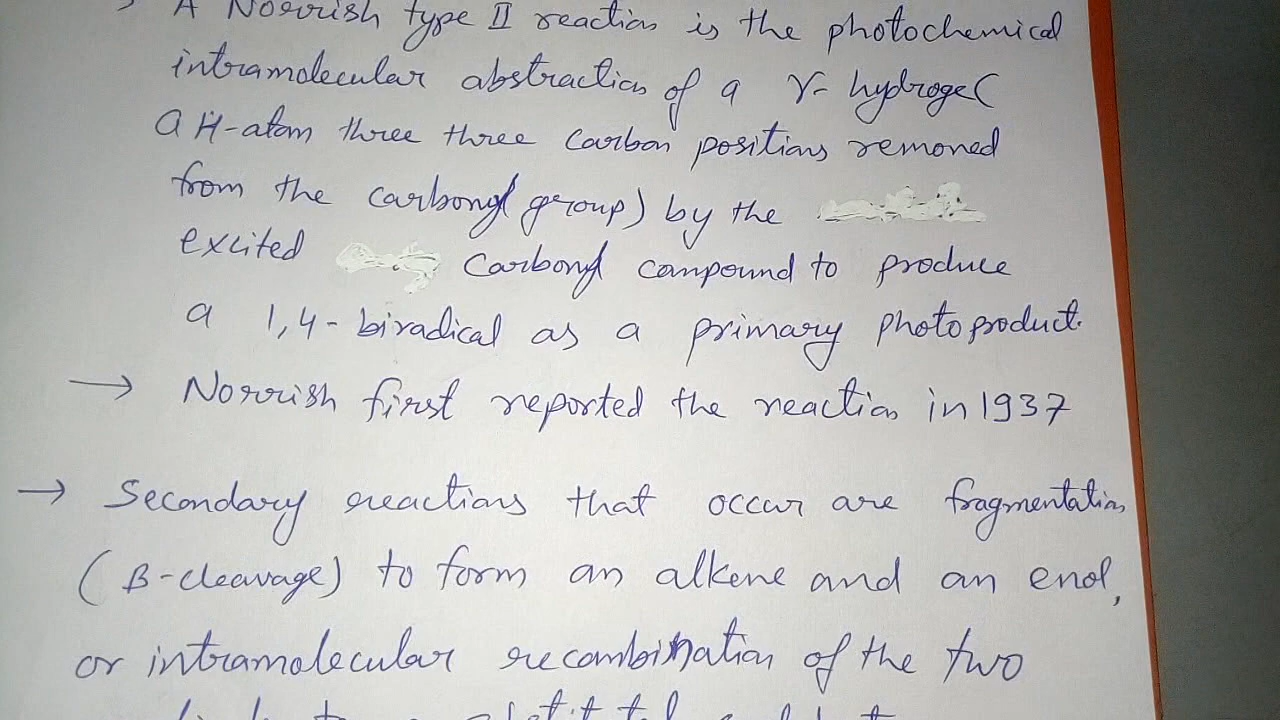 → A Norrish type II reaction is the photochemical
intramolecular abstraction of a γ- hydroge(
a H-atom three three carbon positions removed
from the carbonyl group) by the
excited carbonyl compound to produce
a 1,4- biradical as a primary photoproduct.
→ Norrish first reported the reaction in 1937
→ Secondary reactions that occur are fragmentation
(β-cleavage) to form an alkene and an enol,
or intramolecular recombination of the two